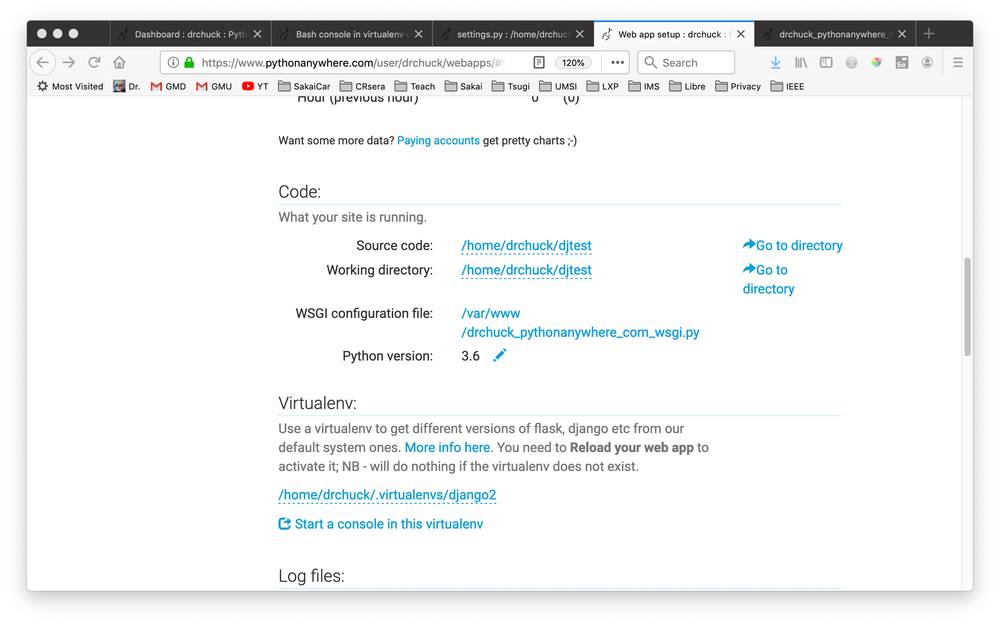 Dashboard : drchuck : Pyth
Bash console in virtualenv
settings.py : /home/drchuck
Web app setup : drchuck :
drchuck_pythonanywhere_c
https://www.pythonanywhere.com/user/drchuck/webapps/#t
120%
Search
Se
Most Visited
Dr.
GMD
GMU
YT
SakaiCar
CRsera
Teach
Sakai
Tsugi
UMSI
LXP
IMS
Libre
Privacy
IEEE
Hour (previous hour) 0 (0)
Want some more data? Paying accounts get pretty charts ;-)
Code:
What your site is running.
Source code: /home/drchuck/djtest Go to directory
Working directory: /home/drchuck/djtest Go to
directory
WSGI configuration file: /var/www
/drchuck_pythonanywhere_com_wsgi.py
Python version: 3.6
Virtualenv:
Use a virtualenv to get different versions of flask, django etc from our
default system ones. More info here. You need to Reload your web app to
activate it; NB - will do nothing if the virtualenv does not exist.
/home/drchuck/.virtualenvs/django2
Start a console in this virtualenv
Log files: